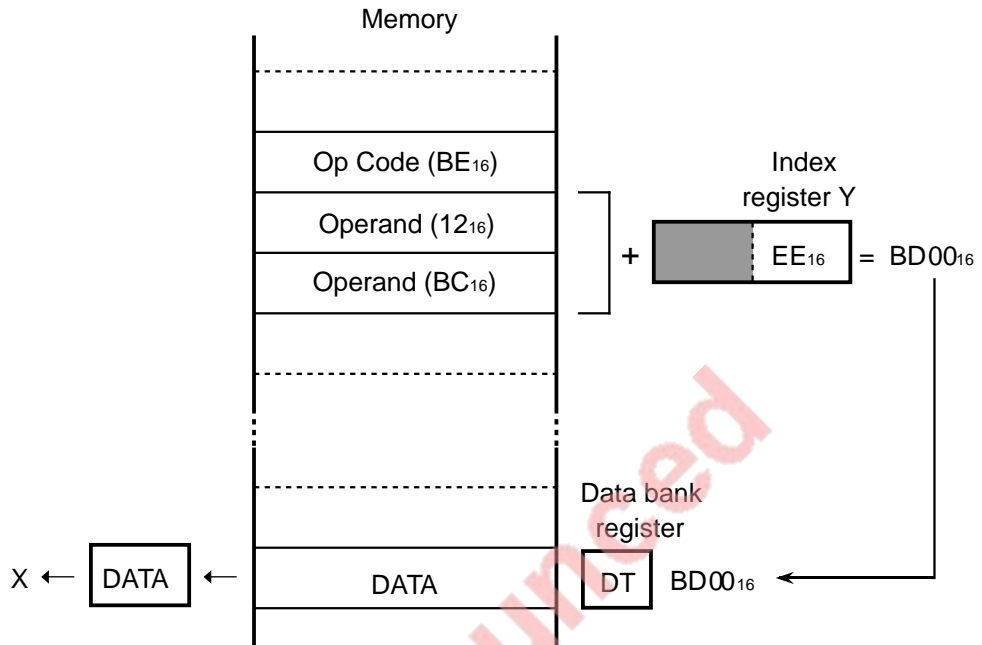 Memory
Op Code (BE₁₆)
Index
register Y
Operand (12₁₆)
+ EE₁₆ = BD00₁₆
Operand (BC₁₆)
Data bank
register
X ← DATA ← DATA DT BD00₁₆
unced